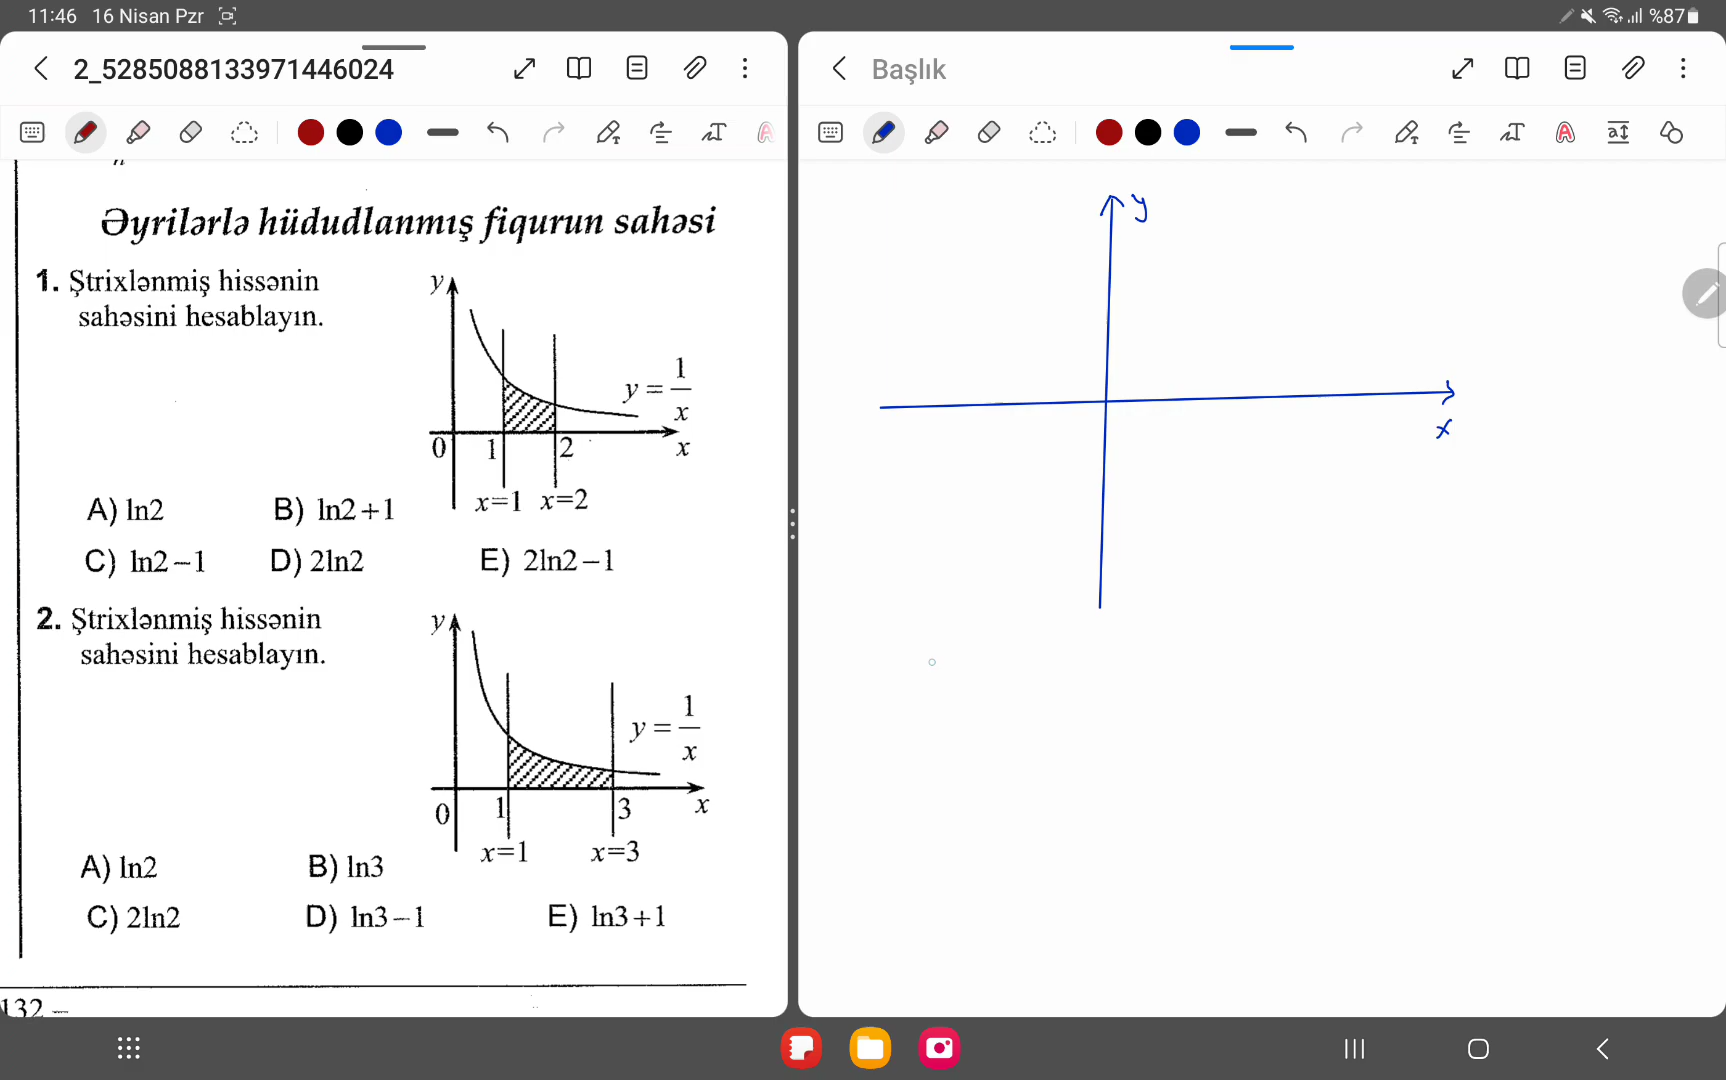 11:46 16 Nisan Pzr
%87
2_5285088133971446024
Əyrilərlə hüdudlanmış fiqurun sahəsi
1. Ştrixlənmiş hissənin
sahəsini hesablayın.
y
y = 1/x
0 1 2 x
x=1 x=2
A) ln2 B) ln2+1
C) ln2−1 D) 2ln2 E) 2ln2−1
2. Ştrixlənmiş hissənin
sahəsini hesablayın.
y
y = 1/x
0 1 3 x
x=1 x=3
A) ln2 B) ln3
C) 2ln2 D) ln3−1 E) ln3+1
132 –
Başlık
y
x